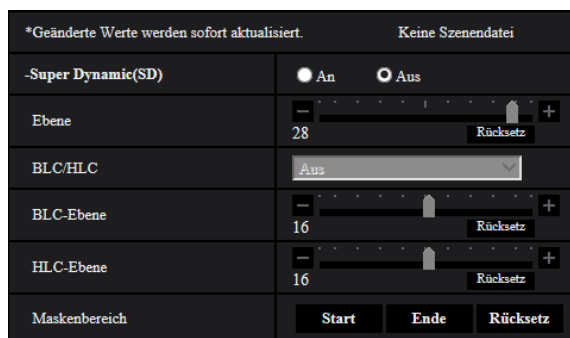 *Geänderte Werte werden sofort aktualisiert. Keine Szenendatei
-Super Dynamic(SD) An Aus
Ebene
28 Rücksetz
BLC/HLC Aus
BLC-Ebene
16 Rücksetz
HLC-Ebene
16 Rücksetz
Maskenbereich Start Ende Rücksetz